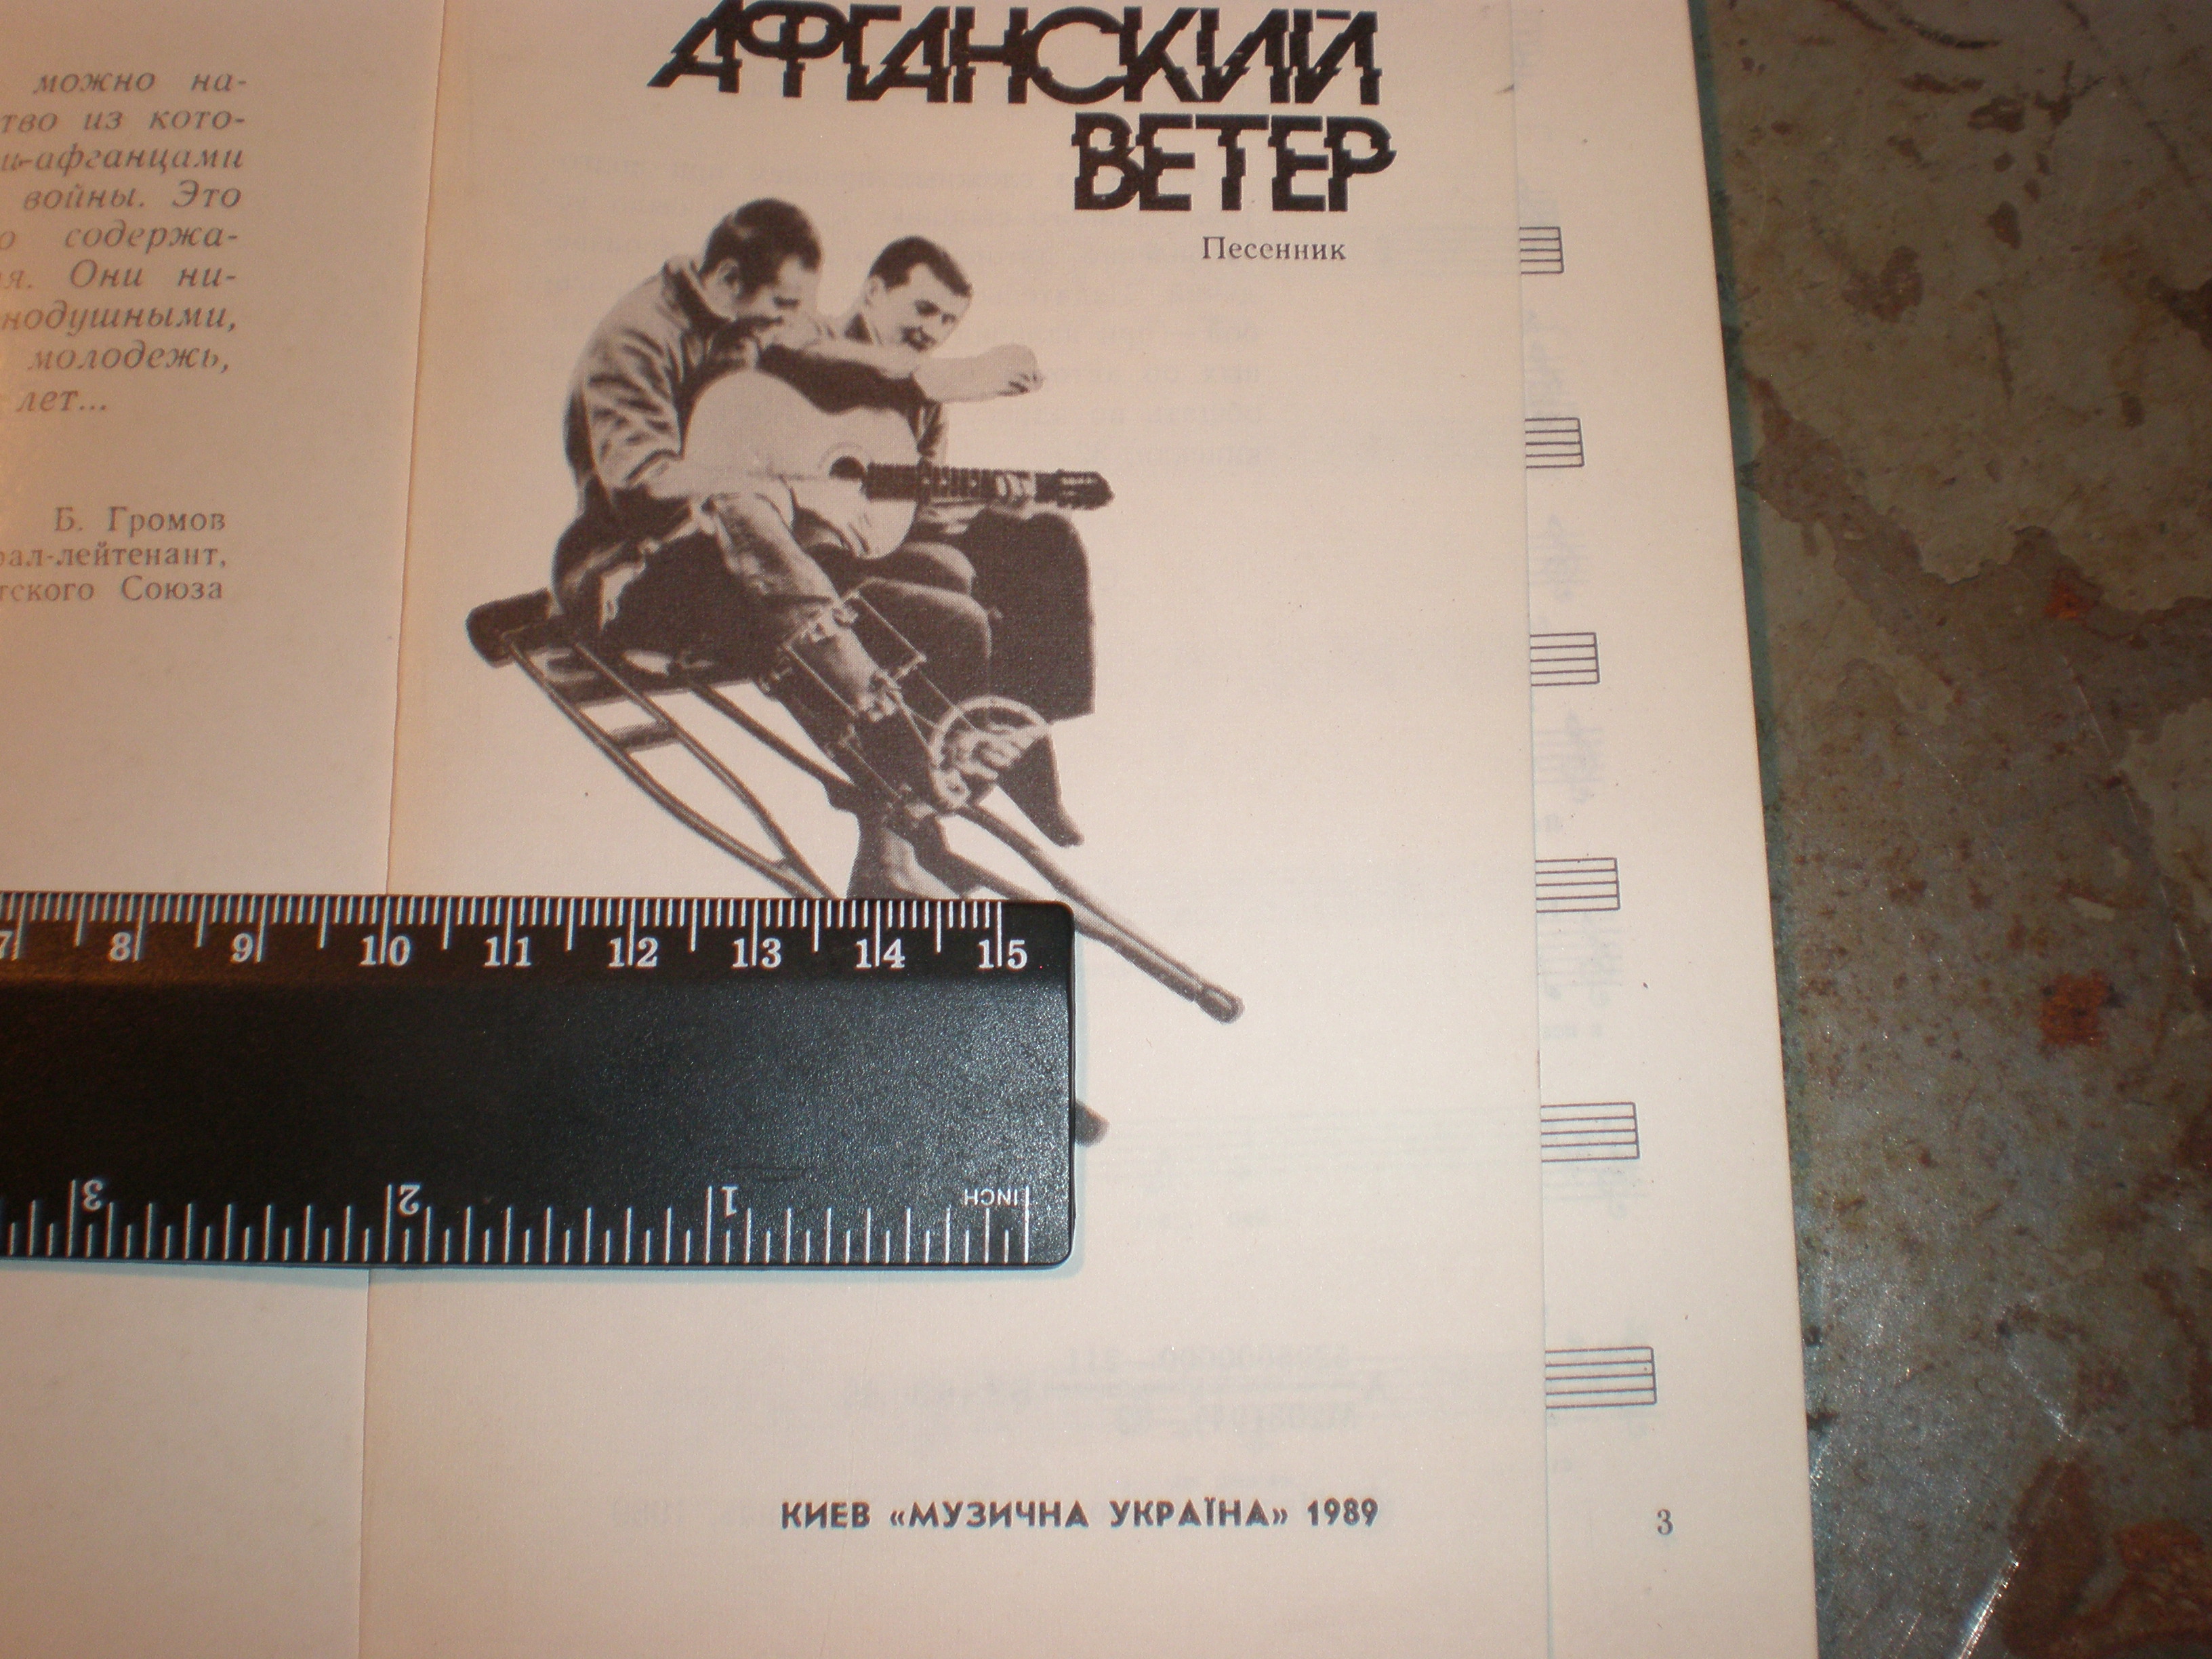 можно на-
тво из кото-
и-афганцами
войны. Это
содержа-
Они ни-
нодушными,
молодежь,
лет...
Б. Громов
рал-лейтенант,
тского Союза
АФГАНСКИЙ
ВЕТЕР
Песенник
7 8 9 10 11 12 13 14 15
3 2 1 INCH
КИЕВ «МУЗИЧНА УКРАЇНА» 1989
3